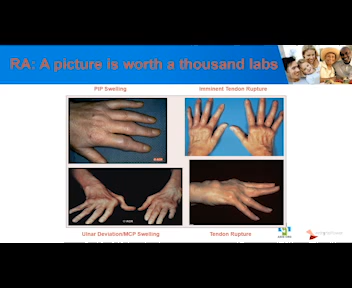 RA: A picture is worth a thousand labs
PIP Swelling
Imminent Tendon Rupture
Ulnar Deviation/MCP Swelling
Tendon Rupture